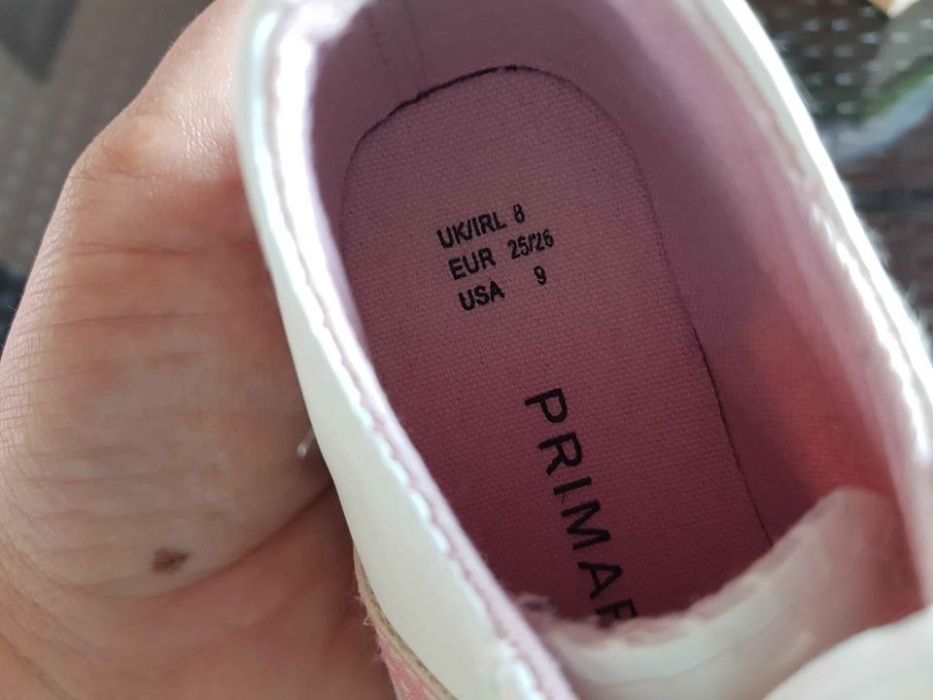 UK/IRL 8
EUR 25/26
USA 9
PRIMAR